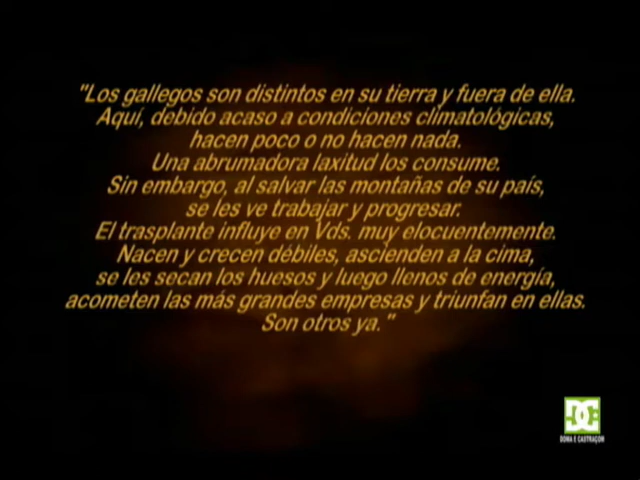 "Los gallegos son distintos en su tierra y fuera de ella.
Aquí, debido acaso a condiciones climatológicas,
hacen poco o no hacen nada.
Una abrumadora laxitud los consume.
Sin embargo, al salvar las montañas de su país,
se les ve trabajar y progresar.
El trasplante influye en Vds. muy elocuentemente.
Nacen y crecen débiles, ascienden a la cima,
se les secan los huesos y luego llenos de energía,
acometen las más grandes empresas y triunfan en ellas.
Son otros ya."
DC
DOMA E CASTRAÇON